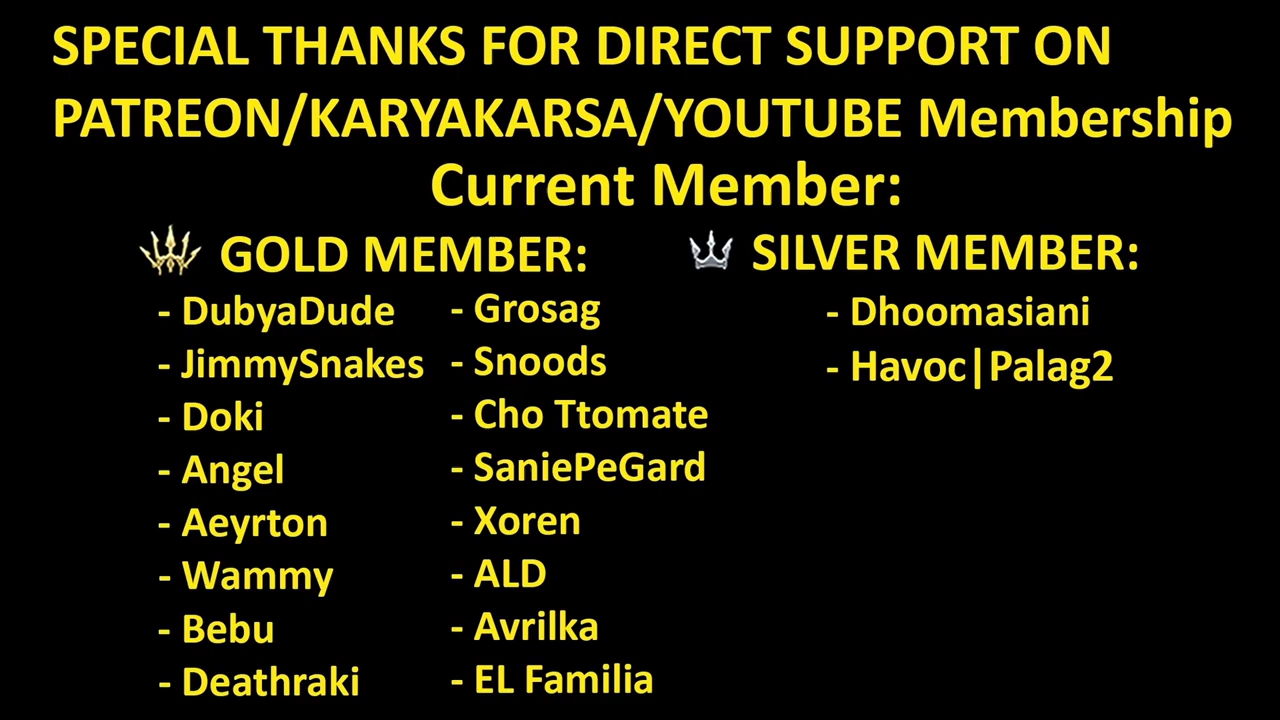 SPECIAL THANKS FOR DIRECT SUPPORT ON
PATREON/KARYAKARSA/YOUTUBE Membership
Current Member:
GOLD MEMBER:
- DubyaDude
- JimmySnakes
- Doki
- Angel
- Aeyrton
- Wammy
- Bebu
- Deathraki
- Grosag
- Snoods
- Cho Ttomate
- SaniePeGard
- Xoren
- ALD
- Avrilka
- EL Familia
SILVER MEMBER:
- Dhoomasiani
- Havoc|Palag2